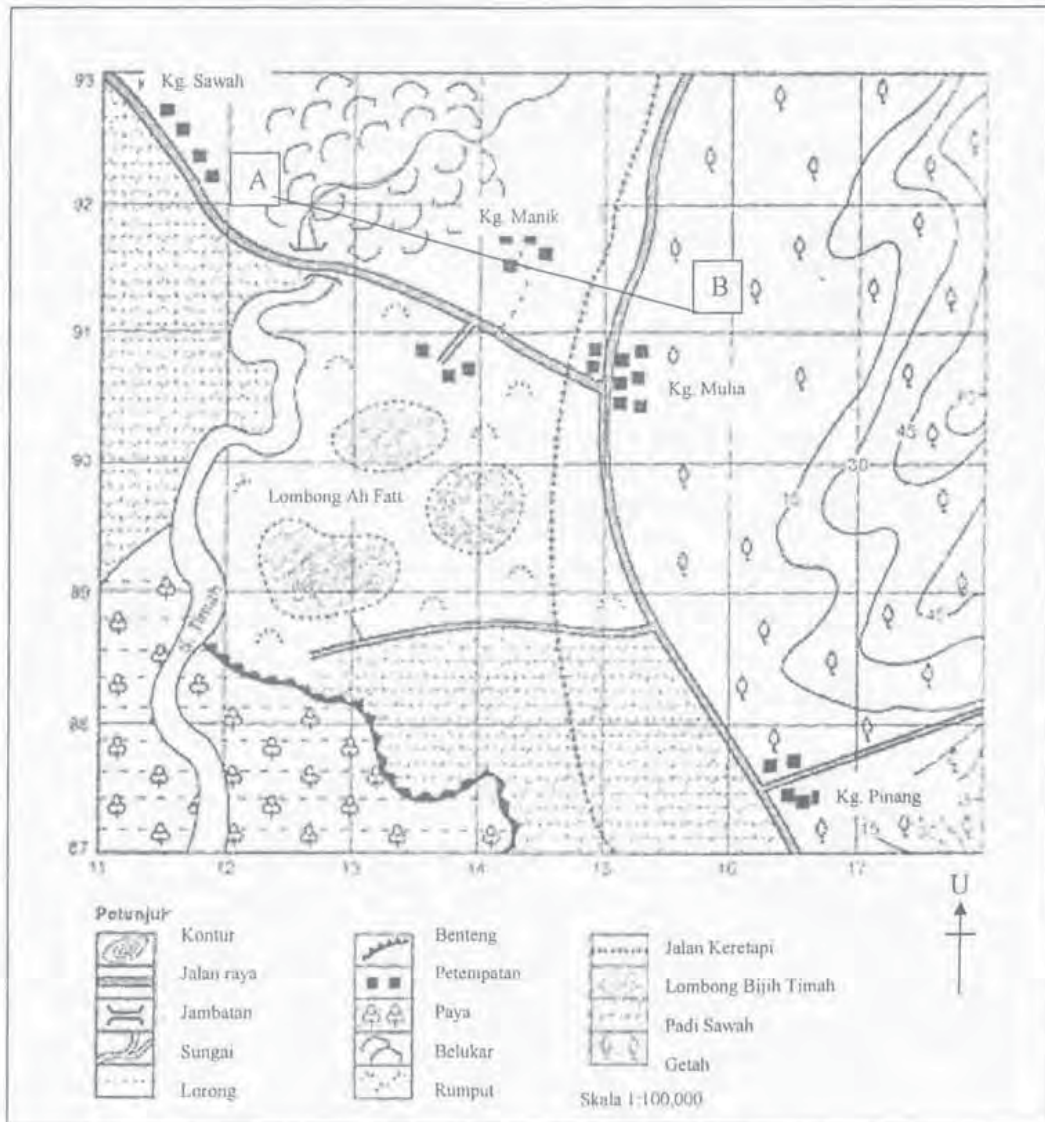 93
Kg. Sawah
A
92
Kg. Manik
B
91
Kg. Muha
45
90
30
15
Lombong Ah Fatt
89
S. Timah
45
88
Kg. Pinang
15
87
11 12 13 14 15 16 17
U
Petunjuk
Kontur
Jalan raya
Jambatan
Sungai
Lorong
Benteng
Petempatan
Paya
Belukar
Rumput
Jalan Keretapi
Lombong Bijih Timah
Padi Sawah
Getah
Skala 1:100,000